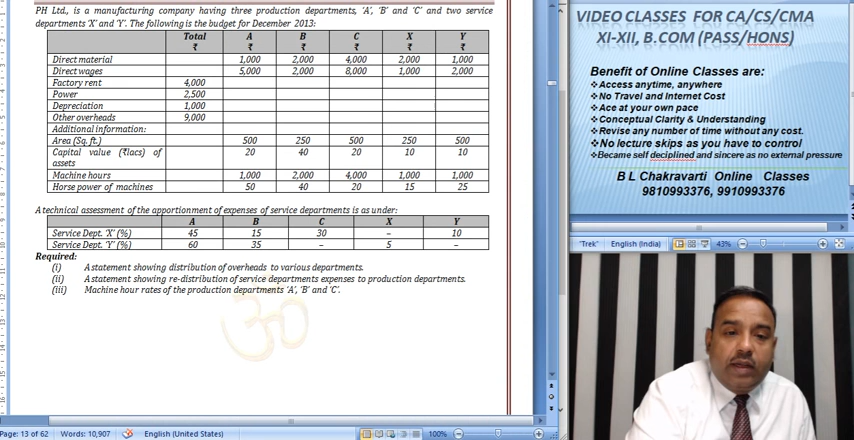 PH Ltd., is a manufacturing company having three production departments, 'A', 'B' and 'C' and two service
departments 'X' and 'Y'. The following is the budget for December 2013:
Total A B C X Y
₹ ₹ ₹ ₹ ₹ ₹
Direct material 1,000 2,000 4,000 2,000 1,000
Direct wages 5,000 2,000 8,000 1,000 2,000
Factory rent 4,000
Power 2,500
Depreciation 1,000
Other overheads 9,000
Additional information:
Area (Sq. ft.) 500 250 500 250 500
Capital value (₹lacs) of 20 40 20 10 10
assets
Machine hours 1,000 2,000 4,000 1,000 1,000
Horse power of machines 50 40 20 15 25
A technical assessment of the apportionment of expenses of service departments is as under:
A B C X Y
Service Dept. 'X' (%) 45 15 30 – 10
Service Dept. 'Y' (%) 60 35 – 5 –
Required:
(i) A statement showing distribution of overheads to various departments.
(ii) A statement showing re-distribution of service departments expenses to production departments.
(iii) Machine hour rates of the production departments 'A', 'B' and 'C'.
ॐ
Page: 13 of 62 Words: 10,907 English (United States) 100%
VIDEO CLASSES FOR CA/CS/CMA
XI-XII, B.COM (PASS/HONS)
Benefit of Online Classes are:
❖Access anytime, anywhere
❖No Travel and Internet Cost
❖Ace at your own pace
❖Conceptual Clarity & Understanding
❖Revise any number of time without any cost.
❖No lecture skips as you have to control
❖Became self deciplined and sincere as no external pressure
B L Chakravarti Online Classes
9810993376, 9910993376
"Trek" English (India) 43%